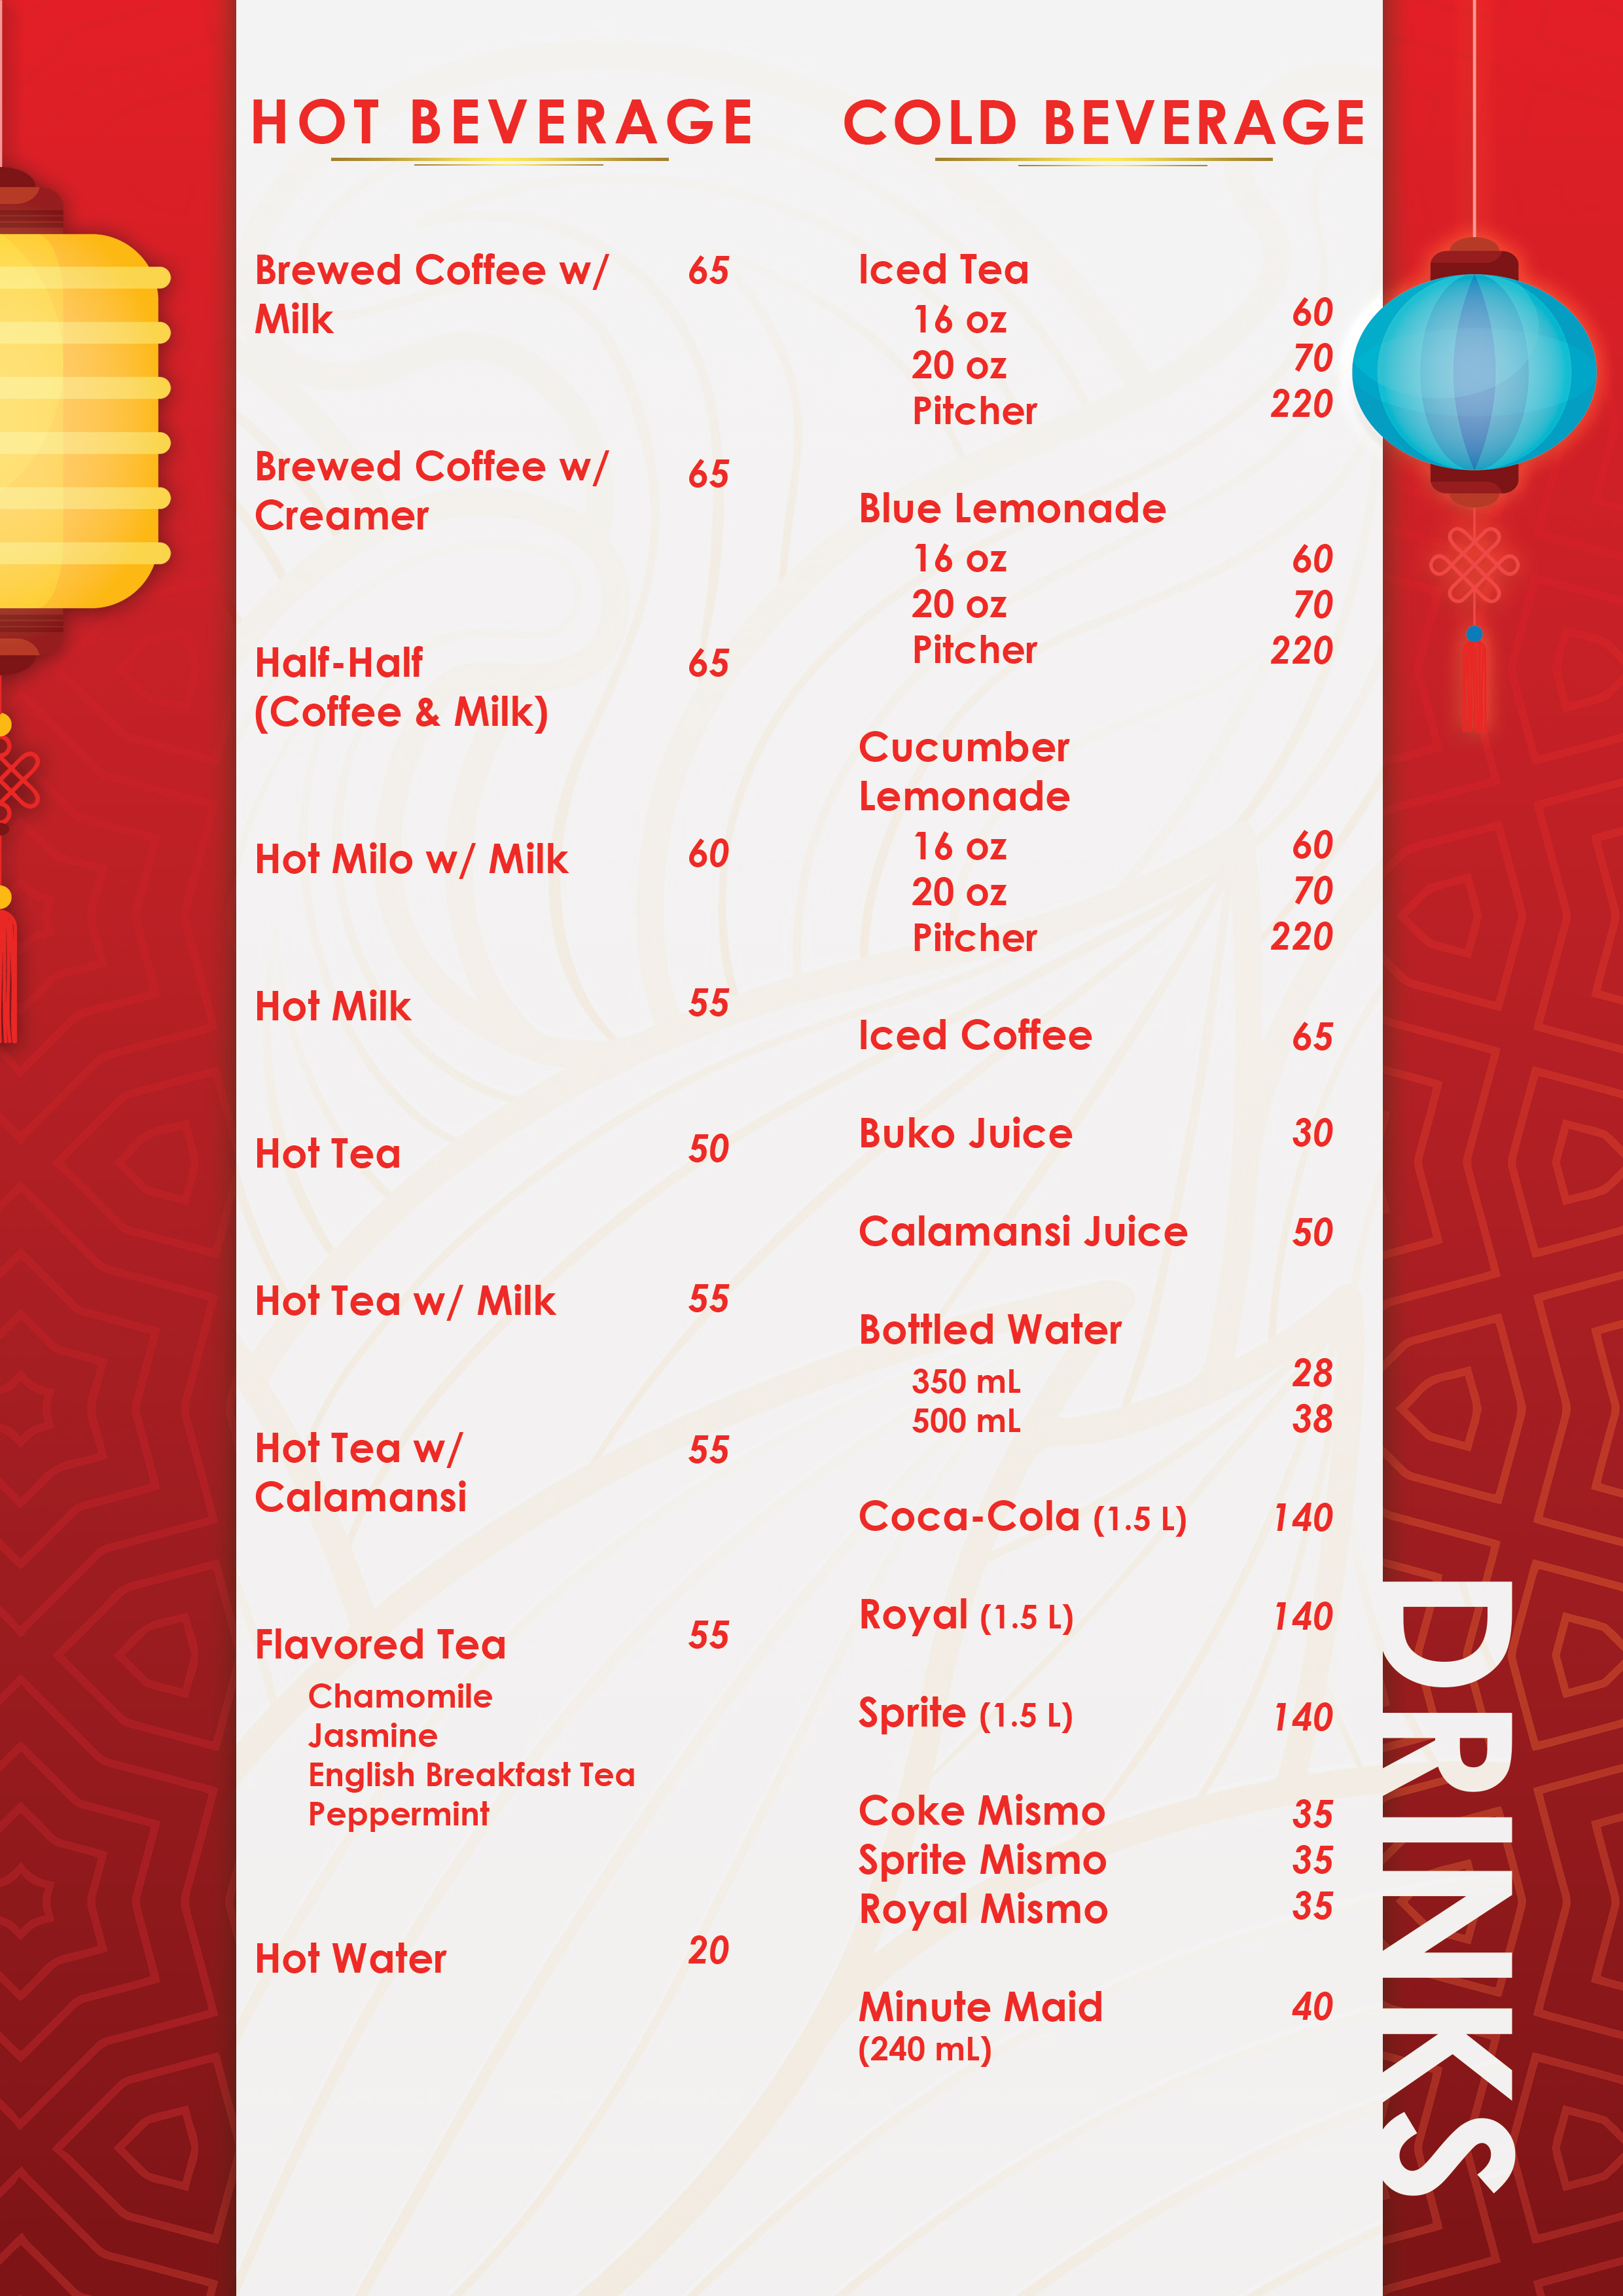 HOT BEVERAGE
Brewed Coffee w/ 65
Milk
Brewed Coffee w/ 65
Creamer
Half-Half 65
(Coffee & Milk)
Hot Milo w/ Milk 60
Hot Milk 55
Hot Tea 50
Hot Tea w/ Milk 55
Hot Tea w/ 55
Calamansi
Flavored Tea 55
Chamomile
Jasmine
English Breakfast Tea
Peppermint
Hot Water 20
COLD BEVERAGE
Iced Tea
16 oz 60
20 oz 70
Pitcher 220
Blue Lemonade
16 oz 60
20 oz 70
Pitcher 220
Cucumber
Lemonade
16 oz 60
20 oz 70
Pitcher 220
Iced Coffee 65
Buko Juice 30
Calamansi Juice 50
Bottled Water
350 mL 28
500 mL 38
Coca-Cola (1.5 L) 140
Royal (1.5 L) 140
Sprite (1.5 L) 140
Coke Mismo 35
Sprite Mismo 35
Royal Mismo 35
Minute Maid 40
(240 mL)
DRINKS